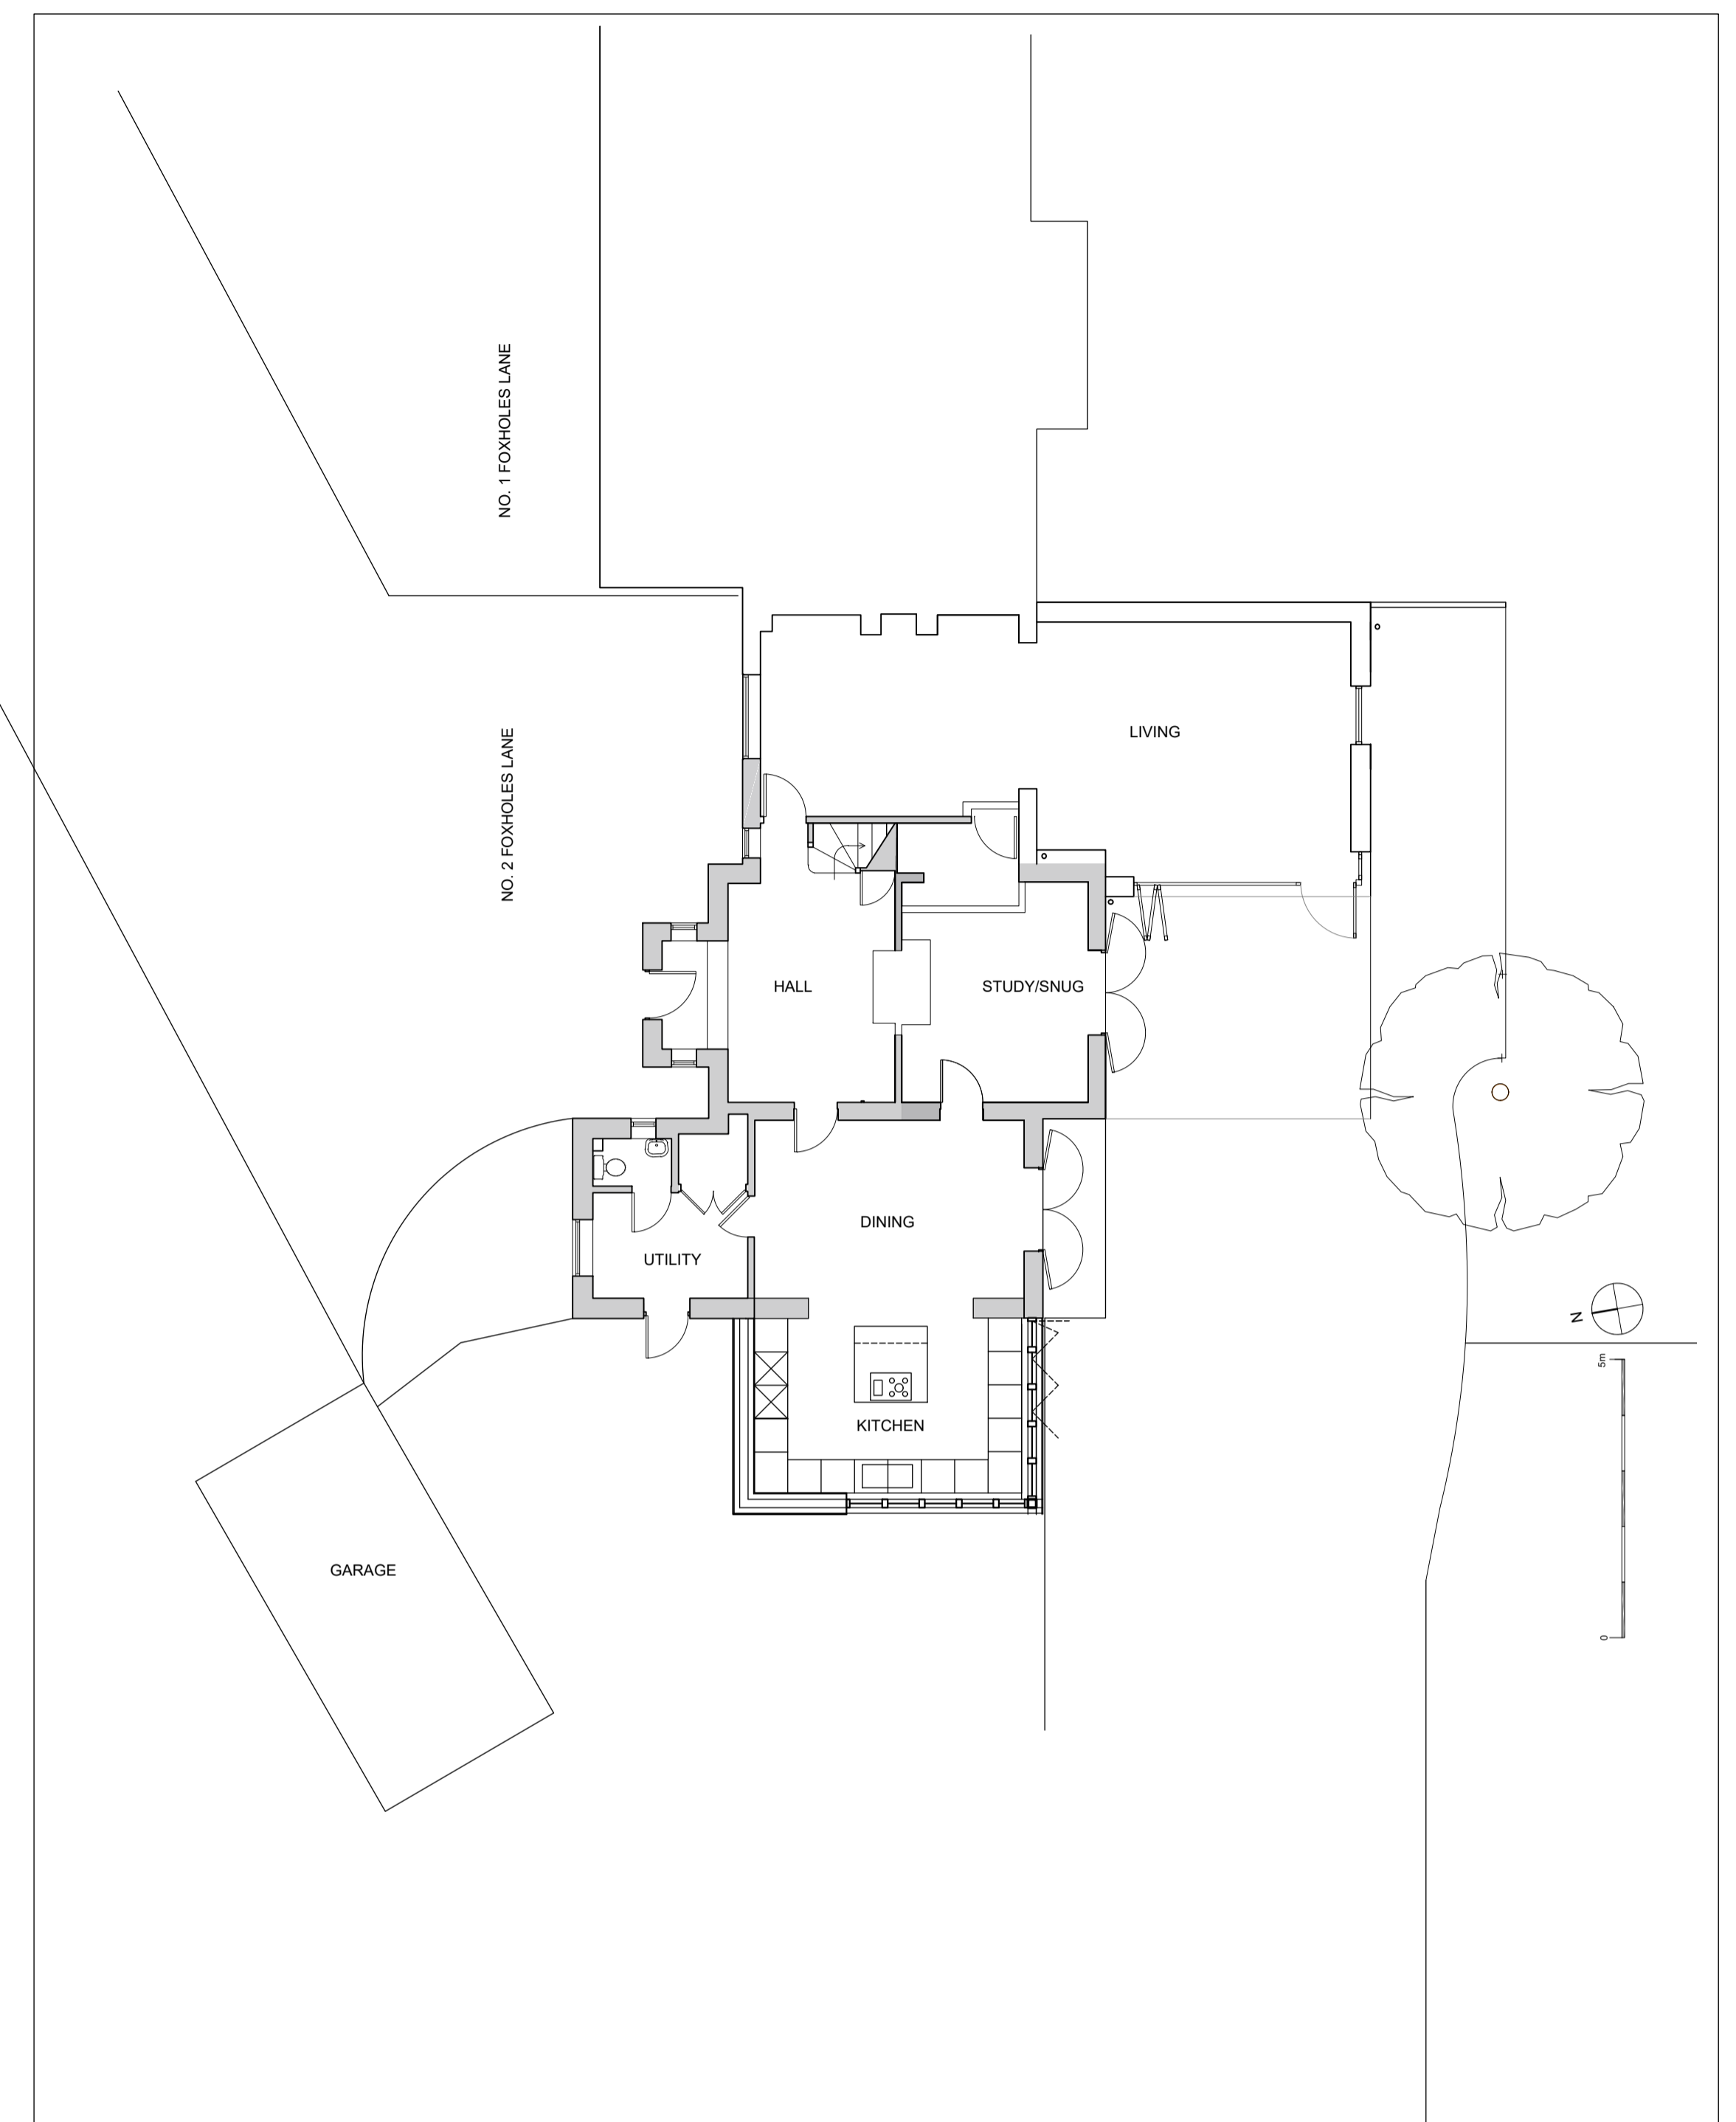 NO. 1 FOXHOLES LANE
NO. 2 FOXHOLES LANE
LIVING
HALL
STUDY/SNUG
DINING
UTILITY
N
5m
KITCHEN
GARAGE
0